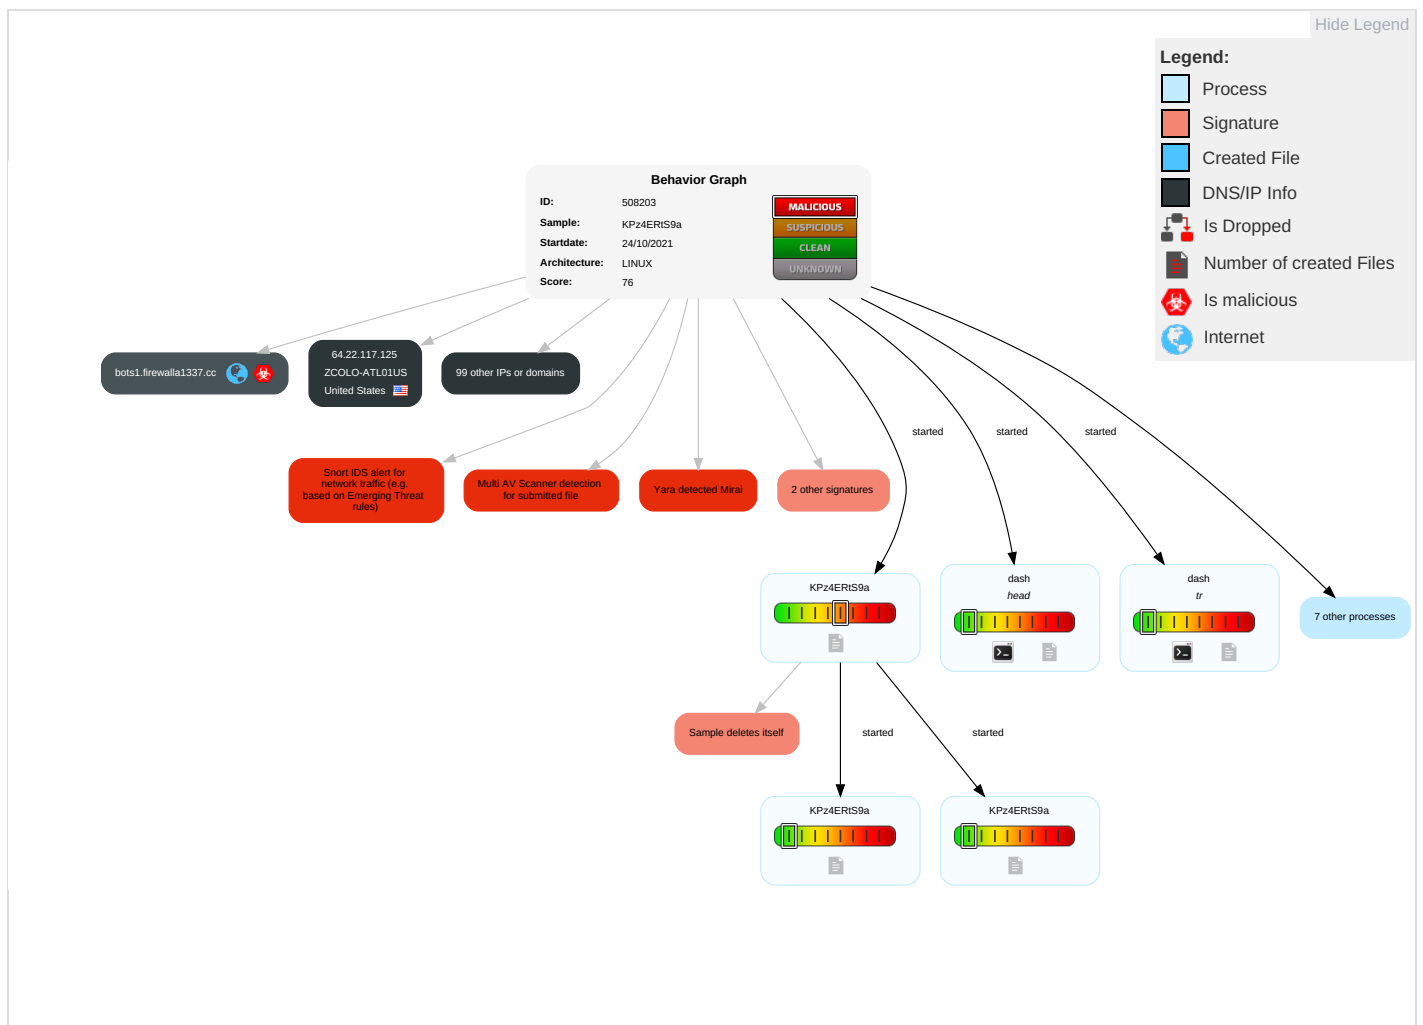 Hide Legend
Legend:
Process
Signature
Created File
DNS/IP Info
Is Dropped
Number of created Files
Is malicious
Internet
Behavior Graph
ID: 508203
Sample: KPz4ERtS9a
Startdate: 24/10/2021
Architecture: LINUX
Score: 76
MALICIOUS
SUSPICIOUS
CLEAN
UNKNOWN
bots1.firewalla1337.cc
64.22.117.125
ZCOLO-ATL01US
United States
99 other IPs or domains
started
started
started
Snort IDS alert for
network traffic (e.g.
based on Emerging Threat
rules)
Multi AV Scanner detection
for submitted file
Yara detected Mirai
2 other signatures
KPz4ERtS9a
dash
head
dash
tr
7 other processes
Sample deletes itself
started
started
KPz4ERtS9a
KPz4ERtS9a